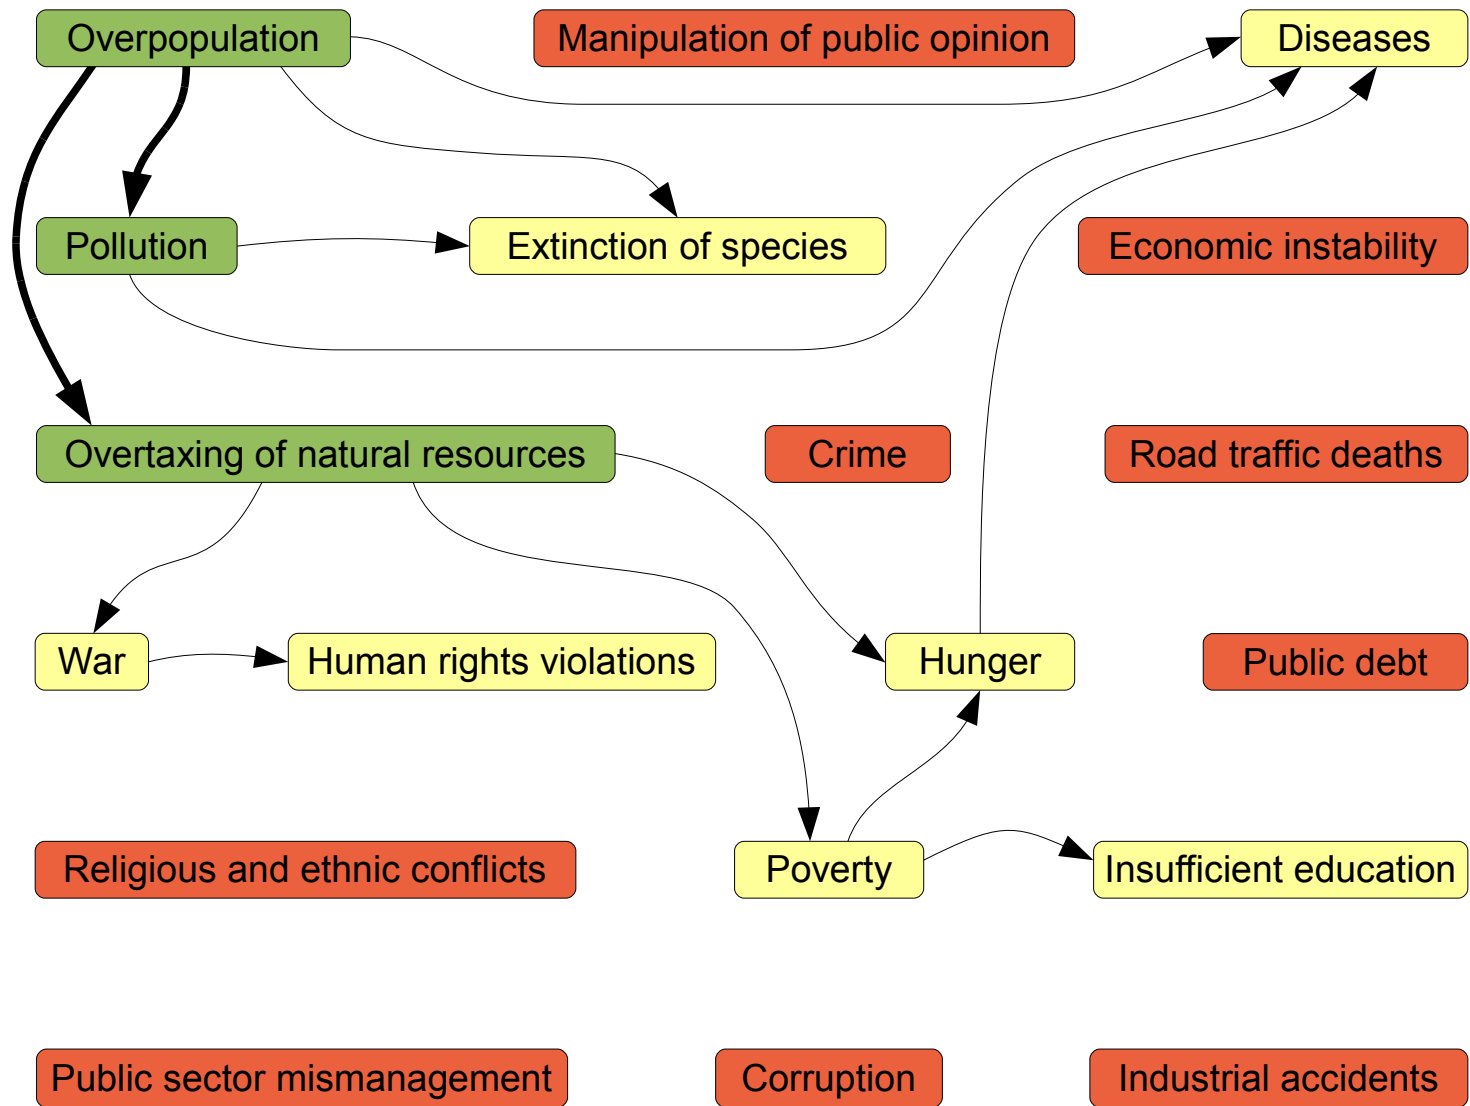 Overpopulation
Manipulation of public opinion
Diseases
Pollution
Extinction of species
Economic instability
Overtaxing of natural resources
Crime
Road traffic deaths
War
Human rights violations
Hunger
Public debt
Religious and ethnic conflicts
Poverty
Insufficient education
Public sector mismanagement
Corruption
Industrial accidents